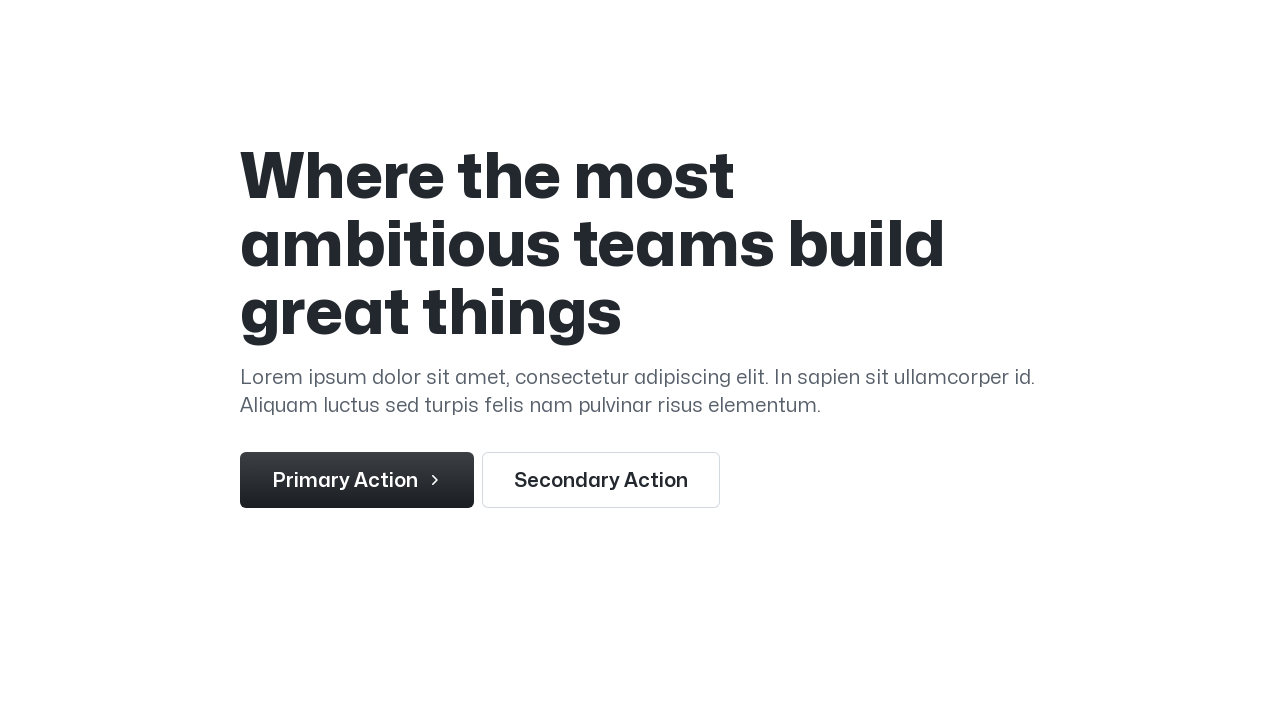 Where the most
ambitious teams build
great things
Lorem ipsum dolor sit amet, consectetur adipiscing elit. In sapien sit ullamcorper id.
Aliquam luctus sed turpis felis nam pulvinar risus elementum.
Primary Action
Secondary Action